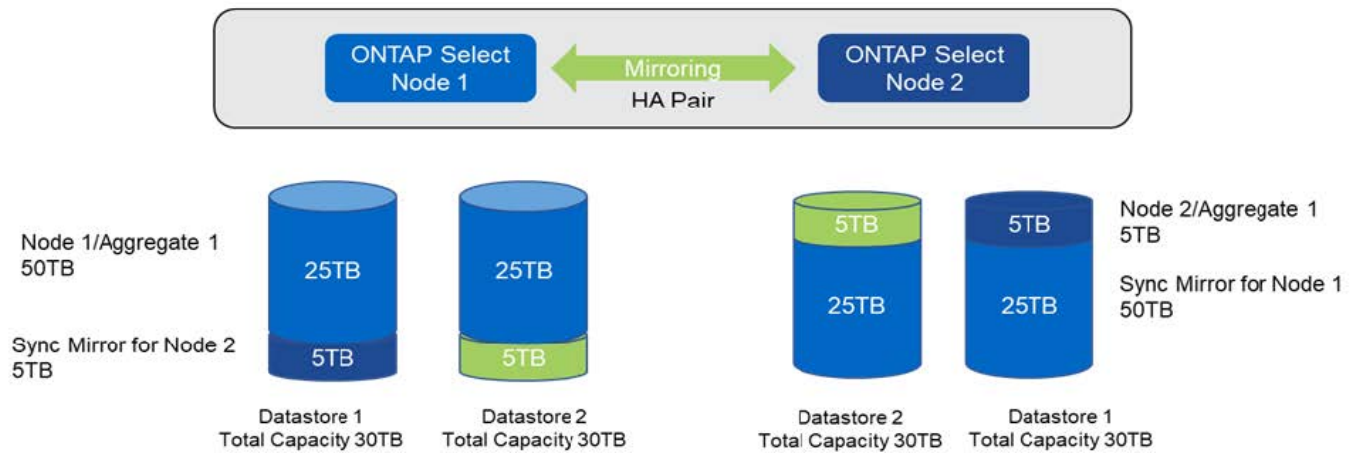 ONTAP Select
Node 1
Mirroring
HA Pair
ONTAP Select
Node 2
Node 1/Aggregate 1
50TB
25TB
25TB
Sync Mirror for Node 2
5TB
5TB
5TB
Datastore 1
Total Capacity 30TB
Datastore 2
Total Capacity 30TB
5TB
5TB
Node 2/Aggregate 1
5TB
25TB
25TB
Sync Mirror for Node 1
50TB
Datastore 2
Total Capacity 30TB
Datastore 1
Total Capacity 30TB